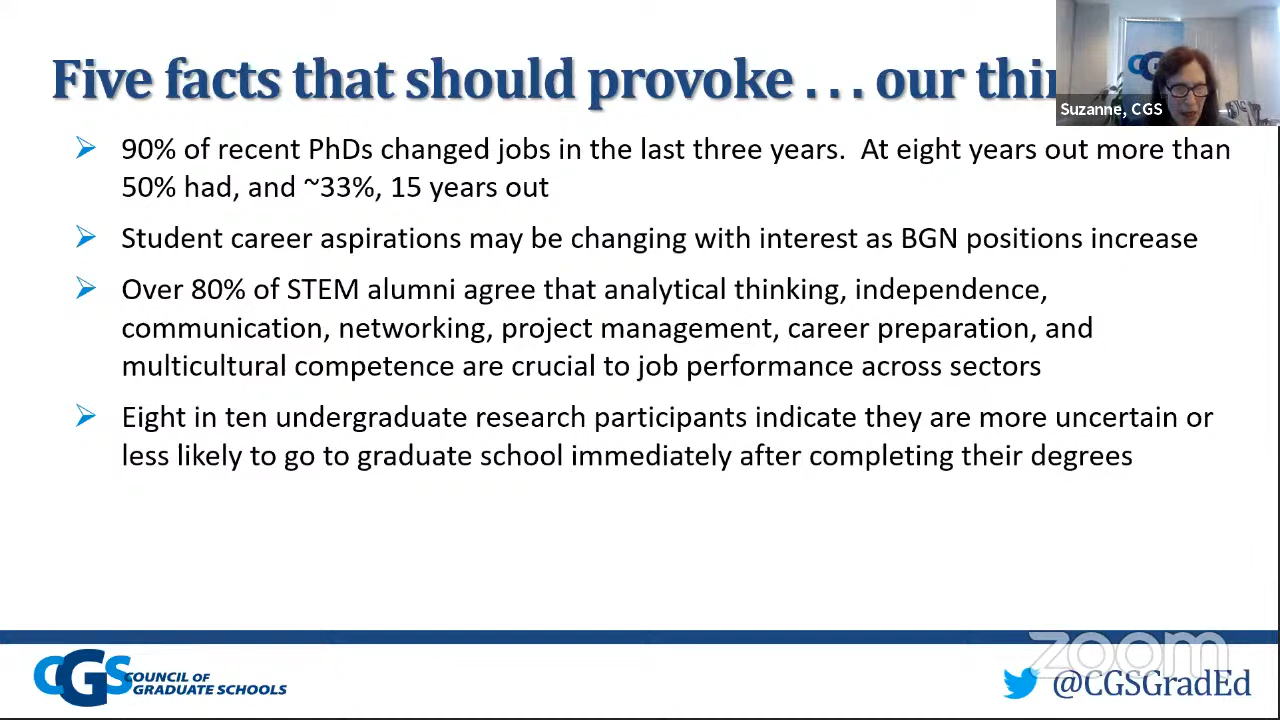 Five facts that should provoke . . . our thin
CGS
Suzanne, CGS
90% of recent PhDs changed jobs in the last three years. At eight years out more than
50% had, and ~33%, 15 years out
Student career aspirations may be changing with interest as BGN positions increase
Over 80% of STEM alumni agree that analytical thinking, independence,
communication, networking, project management, career preparation, and
multicultural competence are crucial to job performance across sectors
Eight in ten undergraduate research participants indicate they are more uncertain or
less likely to go to graduate school immediately after completing their degrees
zoom
CGS COUNCIL OF
GRADUATE SCHOOLS
@CGSGradEd